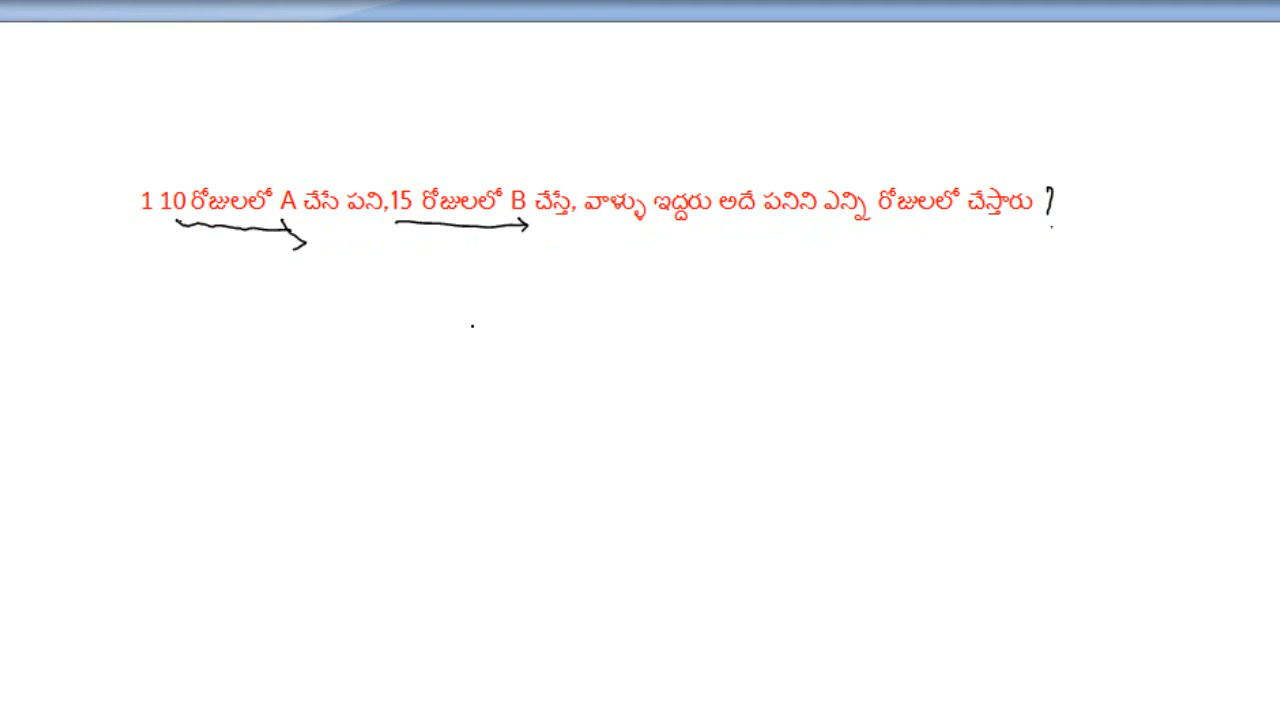 1 10 రోజులలో A చేసే పని,15 రోజులలో B చేస్తే, వాళ్ళు ఇద్దరు అదే పనిని ఎన్ని రోజులలో చేస్తారు ?